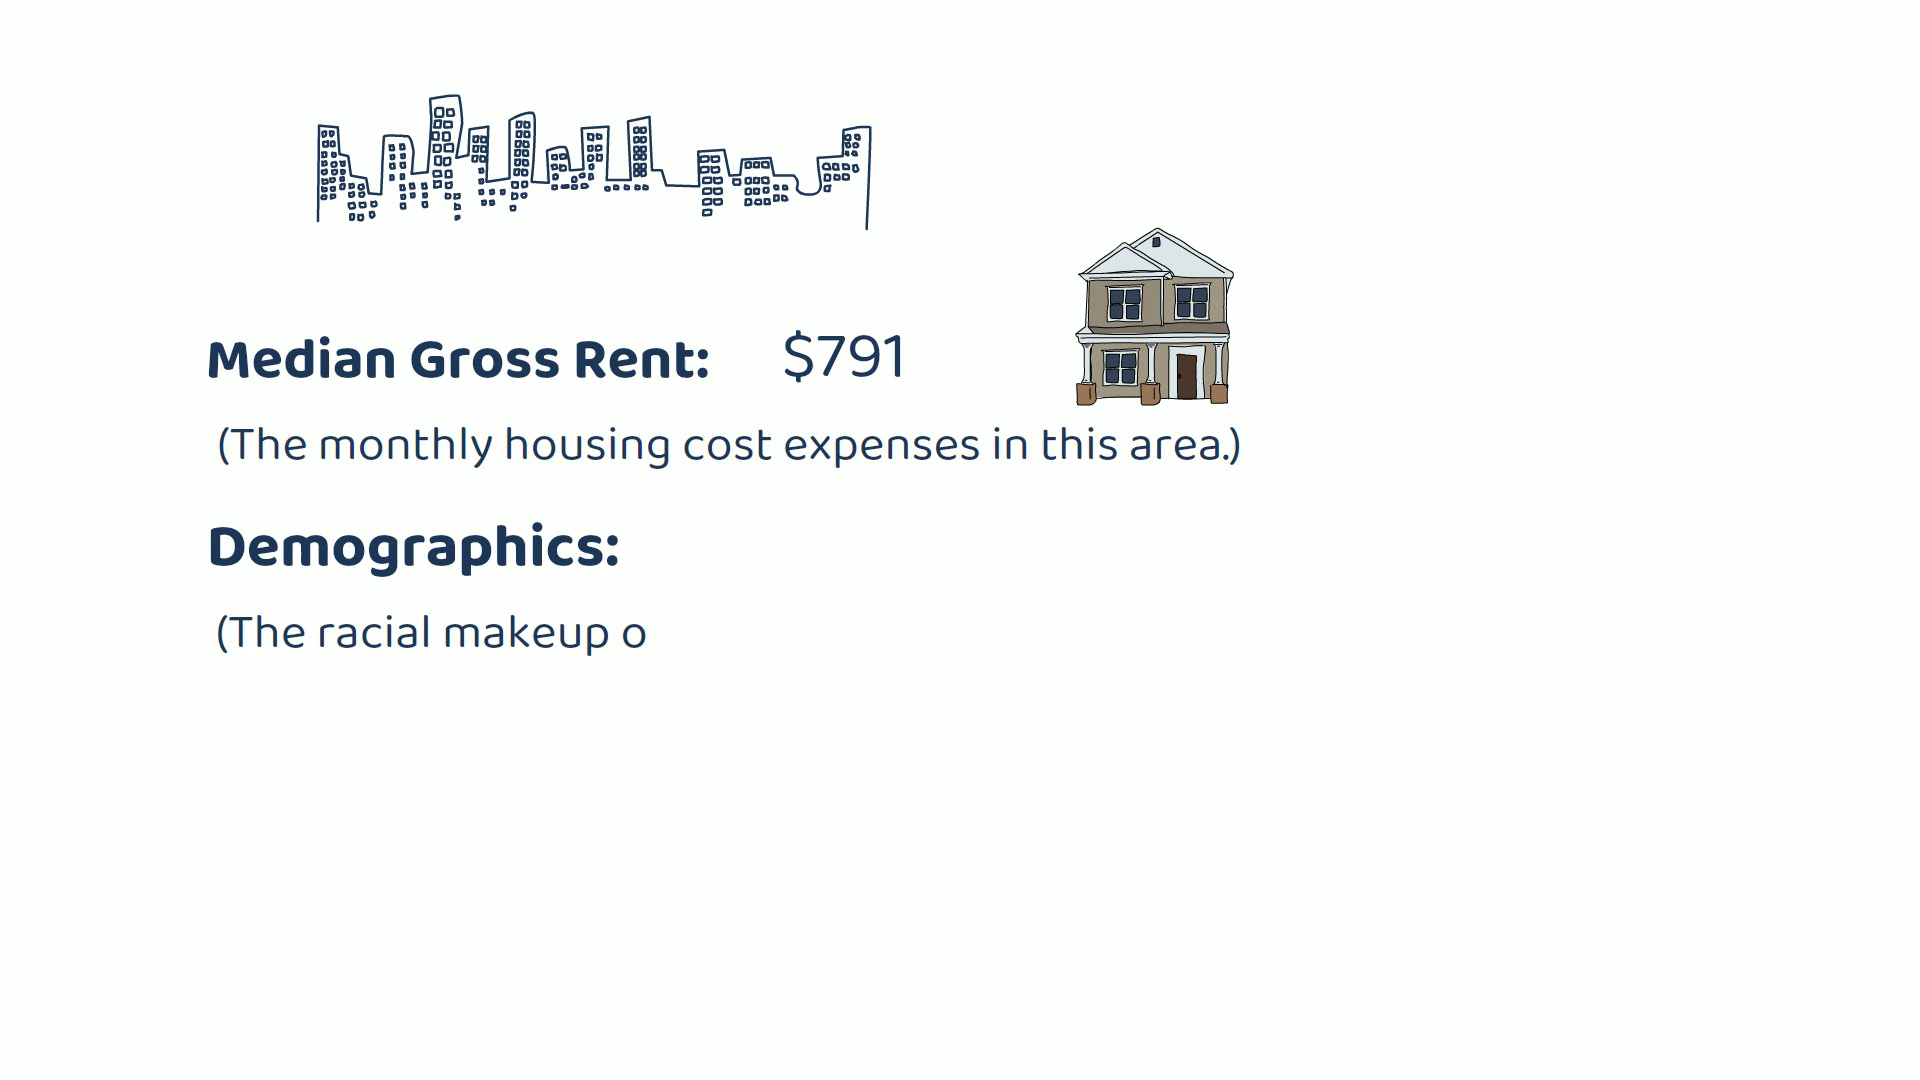 Median Gross Rent: $791
(The monthly housing cost expenses in this area.)
Demographics:
(The racial makeup o